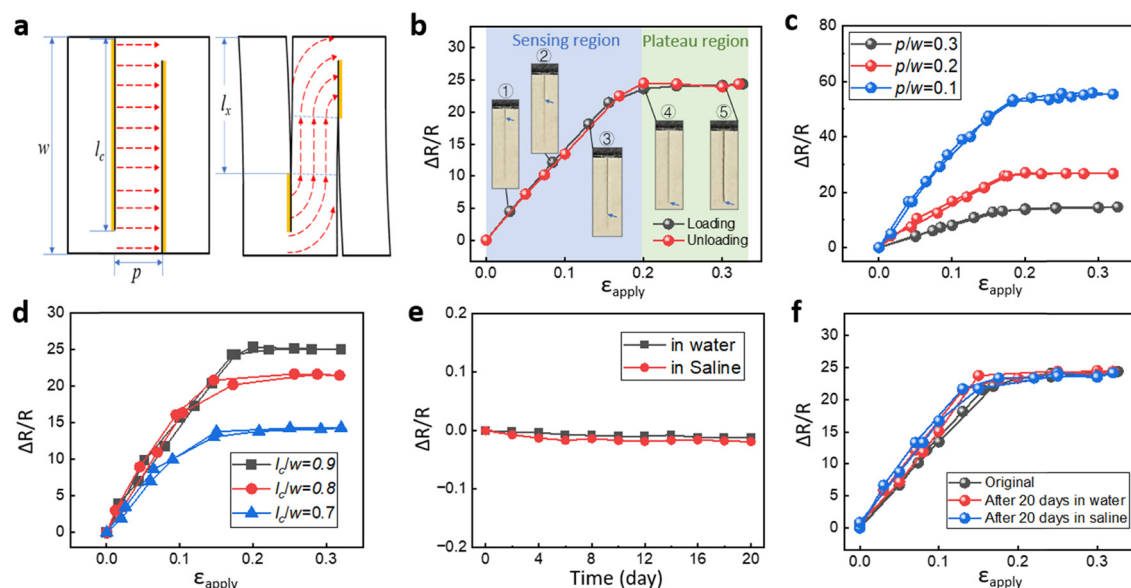 a
w
l_c
p
l_x
b
ΔR/R
30
25
20
15
10
5
0
Sensing region
Plateau region
①
②
③
④
⑤
Loading
Unloading
0.0
0.1
0.2
0.3
ε_apply
c
ΔR/R
80
60
40
20
0
p/w=0.3
p/w=0.2
p/w=0.1
0.0
0.1
0.2
0.3
ε_apply
d
ΔR/R
30
25
20
15
10
5
0
l_c/w=0.9
l_c/w=0.8
l_c/w=0.7
0.0
0.1
0.2
0.3
ε_apply
e
ΔR/R
0.2
0.1
0.0
−0.1
−0.2
in water
in Saline
0
4
8
12
16
20
Time (day)
f
ΔR/R
30
25
20
15
10
5
0
Original
After 20 days in water
After 20 days in saline
0.0
0.1
0.2
0.3
ε_apply